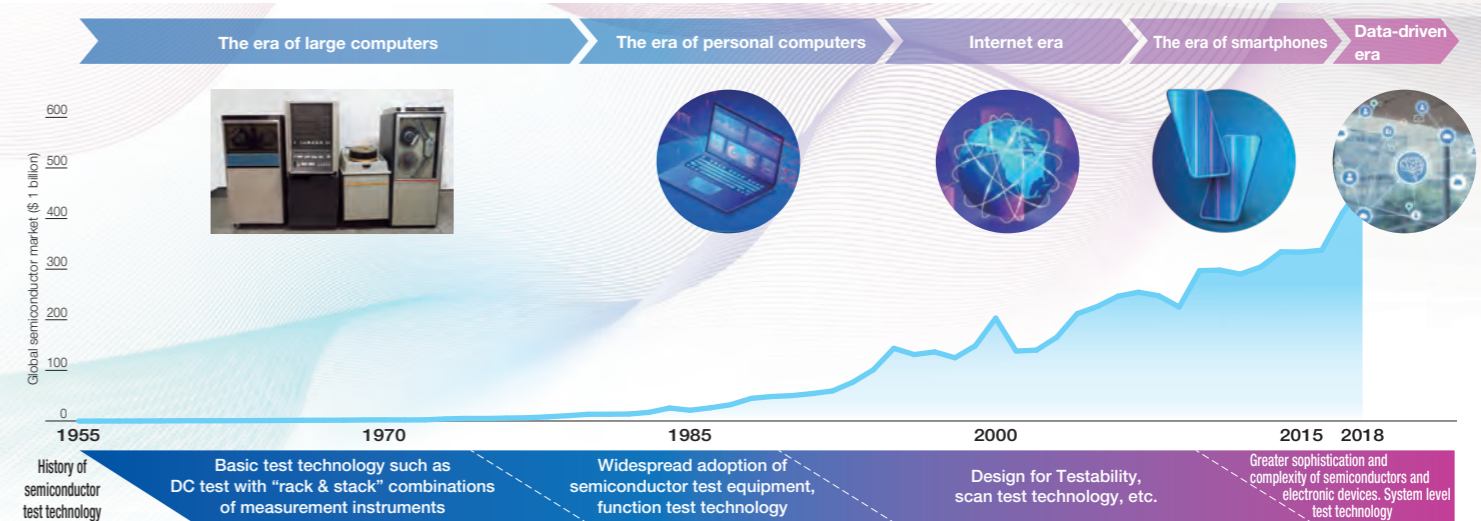 The era of large computers
The era of personal computers
Internet era
The era of smartphones
Data-driven
era
Global semiconductor market ($ 1 billion)
600
500
400
300
200
100
0
1955
1970
1985
2000
2015
2018
History of
semiconductor
test technology
Basic test technology such as
DC test with “rack & stack” combinations
of measurement instruments
Widespread adoption of
semiconductor test equipment,
function test technology
Design for Testability,
scan test technology, etc.
Greater sophistication and
complexity of semiconductors and
electronic devices. System level
test technology